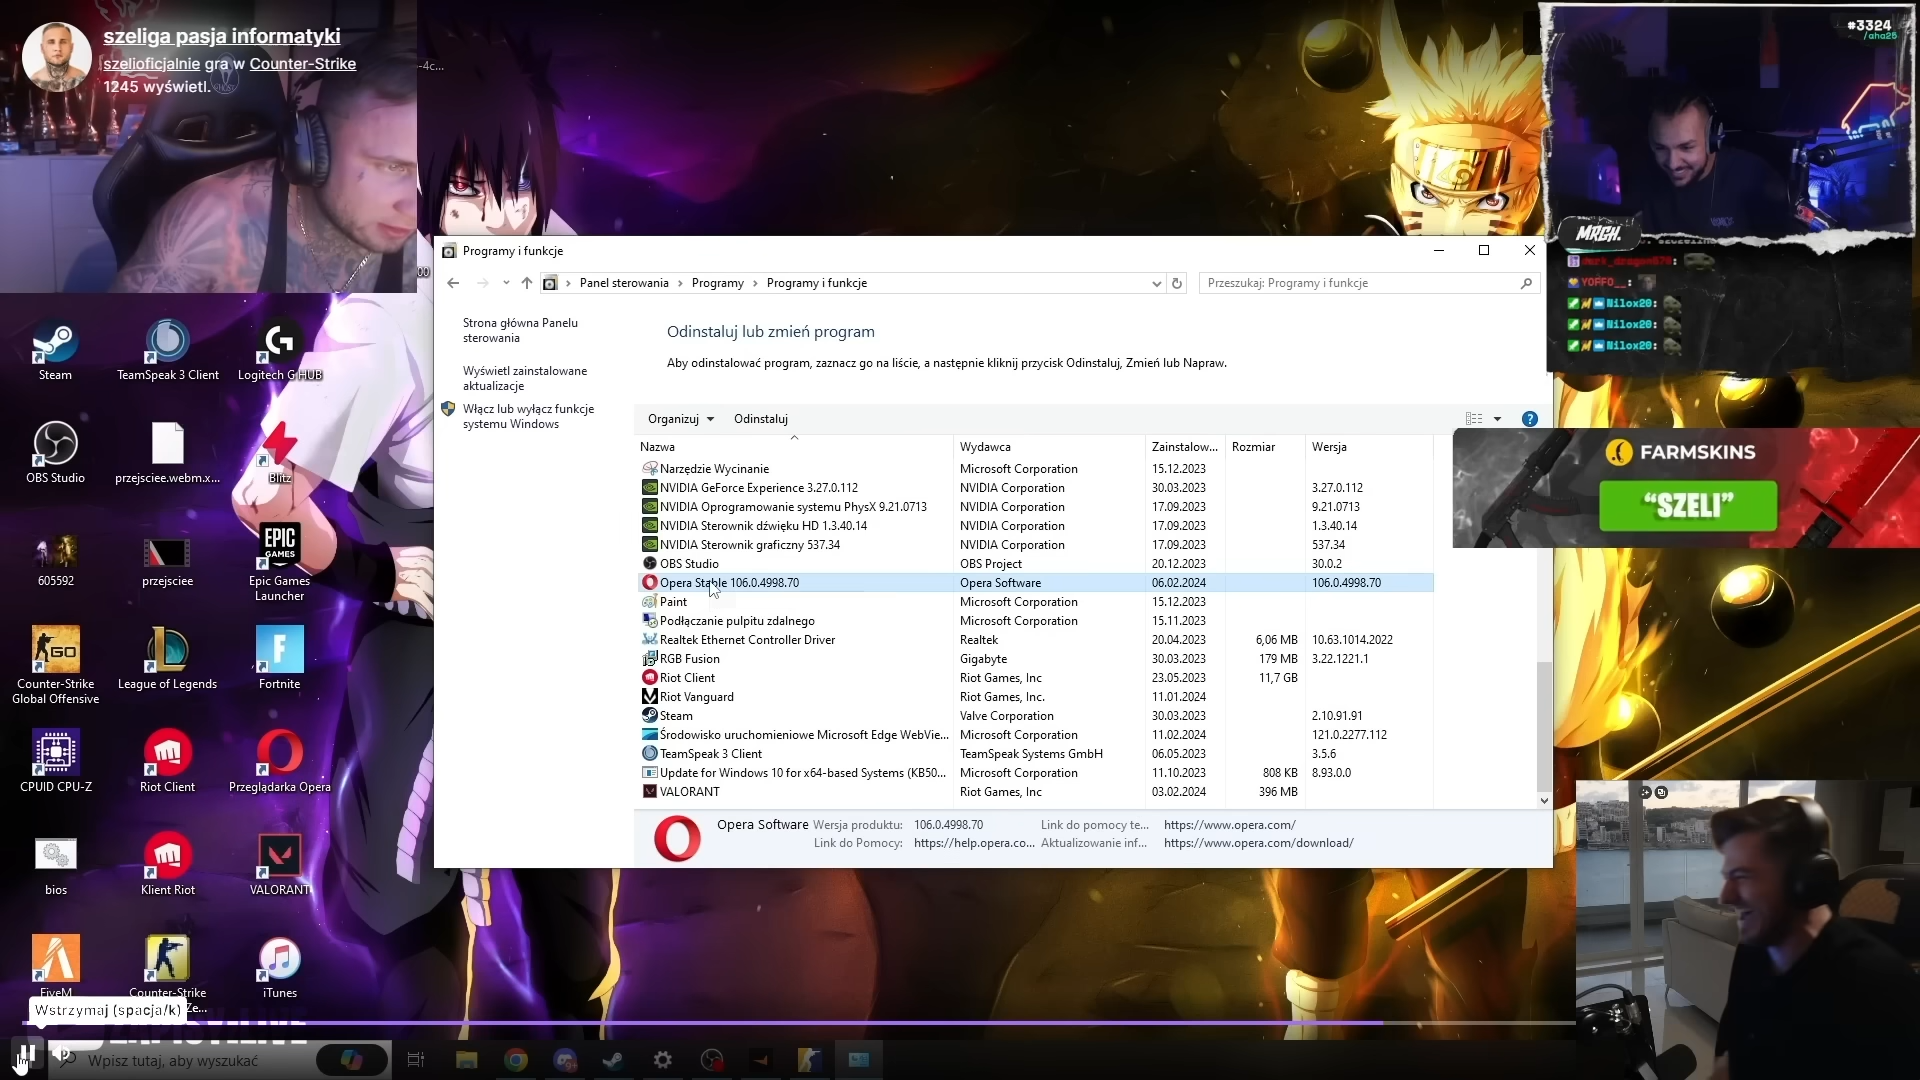 szeliga pasja informatyki
szelioficjalnie gra w Counter-Strike
1245 wyświetl.
-4c...
#3324
/aha25
MRGH.
dark_dragon578:
YOFFO__:
Nilox20:
Nilox20:
Nilox20:
Programy i funkcje
Panel sterowania
Programy
Programy i funkcje
Przeszukaj: Programy i funkcje
Strona główna Panelu
sterowania
Wyświetl zainstalowane
aktualizacje
Włącz lub wyłącz funkcje
systemu Windows
Odinstaluj lub zmień program
Aby odinstalować program, zaznacz go na liście, a następnie kliknij przycisk Odinstaluj, Zmień lub Napraw.
Organizuj
Odinstaluj
Nazwa Wydawca Zainstalow... Rozmiar Wersja
Narzędzie Wycinanie Microsoft Corporation 15.12.2023
NVIDIA GeForce Experience 3.27.0.112 NVIDIA Corporation 30.03.2023 3.27.0.112
NVIDIA Oprogramowanie systemu PhysX 9.21.0713 NVIDIA Corporation 17.09.2023 9.21.0713
NVIDIA Sterownik dźwięku HD 1.3.40.14 NVIDIA Corporation 17.09.2023 1.3.40.14
NVIDIA Sterownik graficzny 537.34 NVIDIA Corporation 17.09.2023 537.34
OBS Studio OBS Project 20.12.2023 30.0.2
Opera Stable 106.0.4998.70 Opera Software 06.02.2024 106.0.4998.70
Paint Microsoft Corporation 15.12.2023
Podłączanie pulpitu zdalnego Microsoft Corporation 15.11.2023
Realtek Ethernet Controller Driver Realtek 20.04.2023 6,06 MB 10.63.1014.2022
RGB Fusion Gigabyte 30.03.2023 179 MB 3.22.1221.1
Riot Client Riot Games, Inc 23.05.2023 11,7 GB
Riot Vanguard Riot Games, Inc. 11.01.2024
Steam Valve Corporation 30.03.2023 2.10.91.91
Środowisko uruchomieniowe Microsoft Edge WebVie... Microsoft Corporation 11.02.2024 121.0.2277.112
TeamSpeak 3 Client TeamSpeak Systems GmbH 06.05.2023 3.5.6
Update for Windows 10 for x64-based Systems (KB50... Microsoft Corporation 11.10.2023 808 KB 8.93.0.0
VALORANT Riot Games, Inc 03.02.2024 396 MB
Opera Software Wersja produktu: 106.0.4998.70 Link do pomocy te... https://www.opera.com/
Link do Pomocy: https://help.opera.co... Aktualizowanie inf... https://www.opera.com/download/
FARMSKINS
"SZELI"
Steam
TeamSpeak 3 Client
Logitech G HUB
OBS Studio
przejsciee.webm.x...
Blitz
605592
przejsciee
EPIC
GAMES
Epic Games
Launcher
GO
Counter-Strike
Global Offensive
League of Legends
Fortnite
CPUID CPU-Z
Riot Client
Przeglądarka Opera
bios
Klient Riot
VALORANT
FiveM
Counter-Strike
Ze...
iTunes
Wstrzymaj (spacja/k)
Wpisz tutaj, aby wyszukać